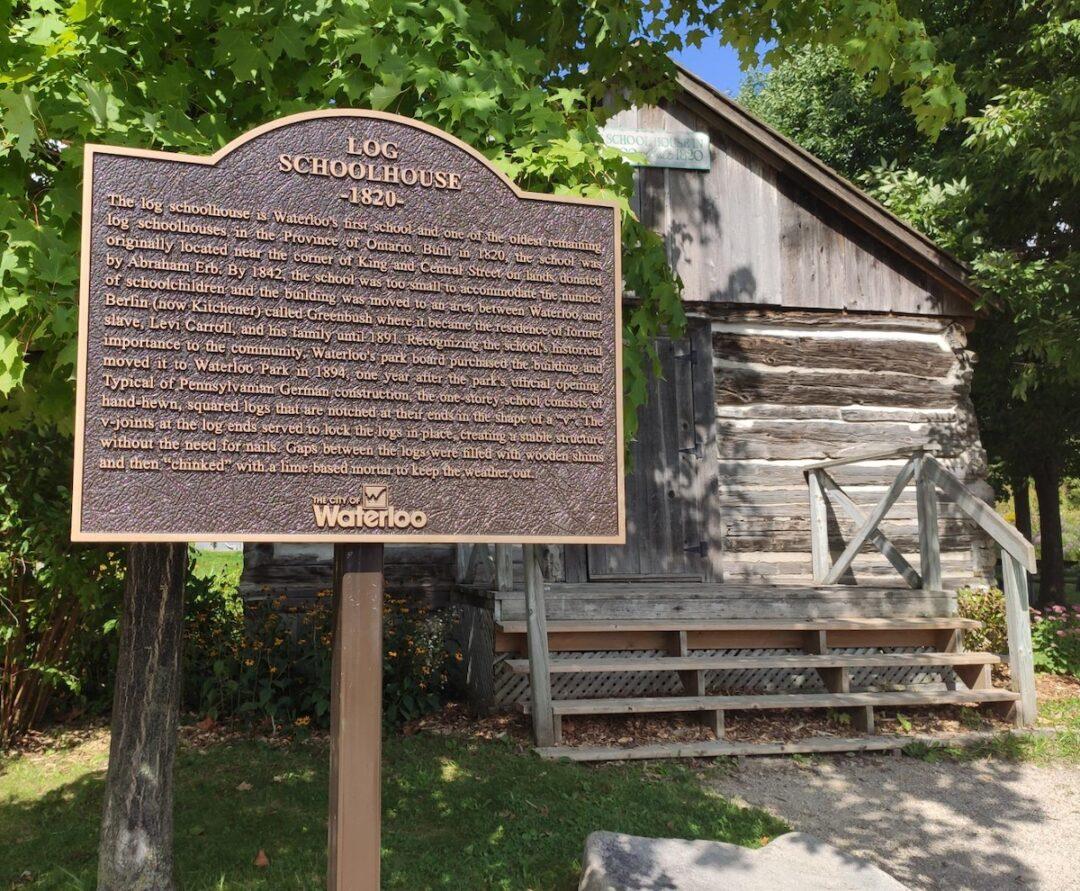 LOG
SCHOOLHOUSE
-1820-
The log schoolhouse is Waterloo's first school and one of the oldest remaining
log schoolhouses in the Province of Ontario. Built in 1820, the school was
originally located near the corner of King and Central Street on lands donated
by Abraham Erb. By 1842, the school was too small to accommodate the number
of schoolchildren and the building was moved to an area between Waterloo and
Berlin (now Kitchener) called Greenbush where it became the residence of former
slave, Levi Carroll, and his family until 1891. Recognizing the school's historical
importance to the community, Waterloo's park board purchased the building and
moved it to Waterloo Park in 1894, one year after the park's official opening.
Typical of Pennsylvanian German construction, the one-storey school consists of
hand-hewn, squared logs that are notched at their ends in the shape of a "v". The
v-joints at the log ends served to lock the logs in place, creating a stable structure
without the need for nails. Gaps between the logs were filled with wooden shims
and then "chinked" with a lime based mortar to keep the weather out.
THE CITY OF
Waterloo
SCHOOLHOUSE IN
1820